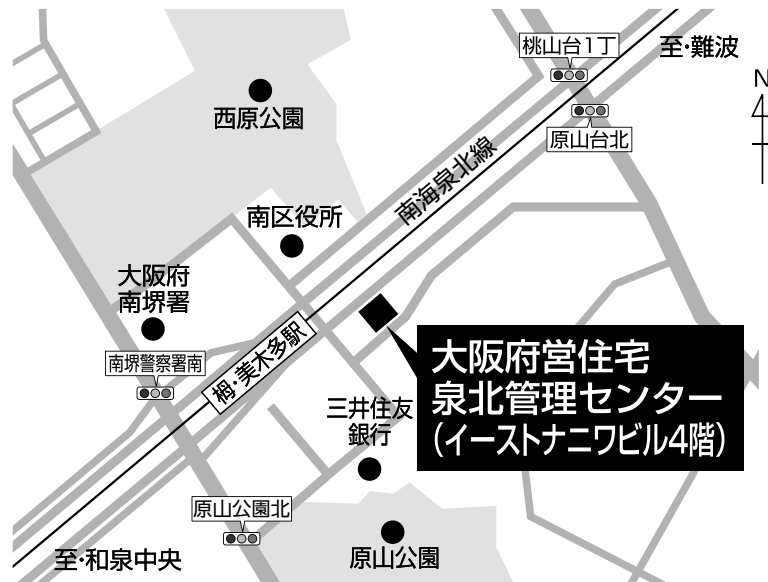 桃山台1丁
至・難波
N
西原公園
原山台北
南海泉北線
南区役所
大阪府
南堺署
南堺警察署南
栂・美木多駅
大阪府営住宅
泉北管理センター
（イーストナニワビル4階）
三井住友
銀行
原山公園北
原山公園
至・和泉中央